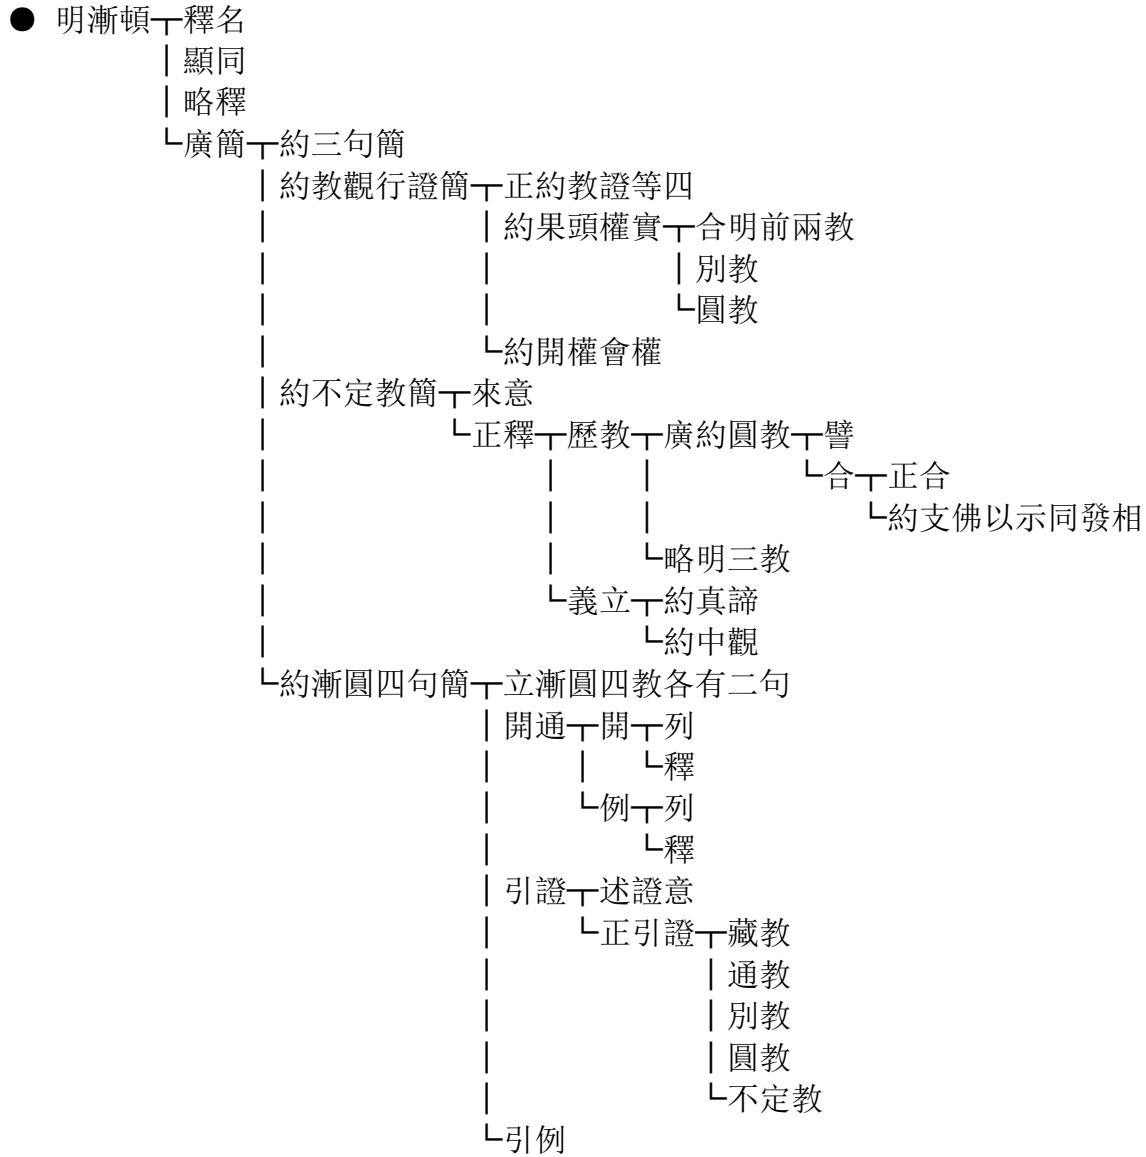 ● 明漸頓┬釋名
│顯同
│略釋
└廣簡┬約三句簡
│約教觀行證簡┬正約教證等四
│ │約果頭權實┬合明前兩教
│ │ │別教
│ │ └圓教
│ └約開權會權
│約不定教簡┬來意
│ └正釋┬歷教┬廣約圓教┬譬
│ │ │ └合┬正合
│ │ │ └約支佛以示同發相
│ │ └略明三教
│ └義立┬約真諦
│ └約中觀
└約漸圓四句簡┬立漸圓四教各有二句
│開通┬開┬列
│ │ └釋
│ └例┬列
│ └釋
│引證┬述證意
│ └正引證┬藏教
│ │通教
│ │別教
│ │圓教
│ └不定教
└引例